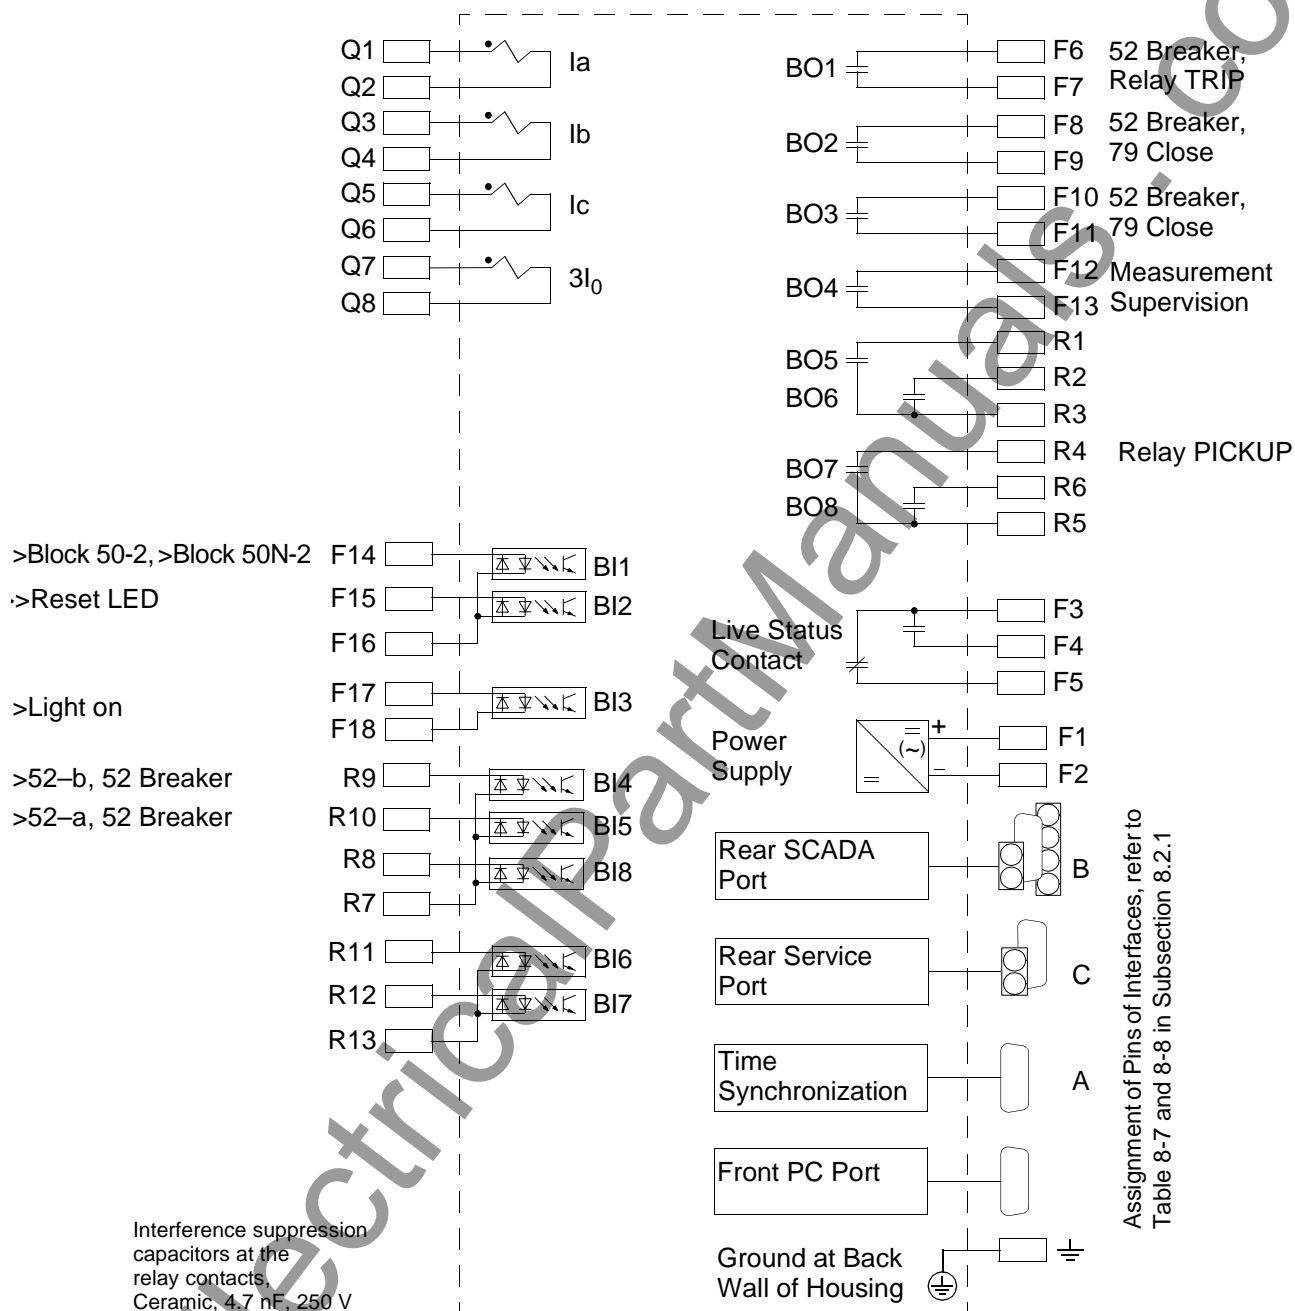 Q1
Q2
Ia
Q3
Q4
Ib
Q5
Q6
Ic
Q7
Q8
3I0
BO1
F6 52 Breaker,
F7 Relay TRIP
BO2
F8 52 Breaker,
F9 79 Close
BO3
F10 52 Breaker,
F11 79 Close
BO4
F12 Measurement
F13 Supervision
BO5
BO6
R1
R2
R3
BO7
BO8
R4 Relay PICKUP
R6
R5
>Block 50-2, >Block 50N-2 F14
BI1
>Reset LED F15
BI2
F16
>Light on
F17
F18
BI3
>52–b, 52 Breaker R9
BI4
>52–a, 52 Breaker R10
BI5
R8
BI8
R7
R11
BI6
R12
BI7
R13
Live Status
Contact
F3
F4
F5
Power
Supply
(~)
+
–
F1
F2
Rear SCADA
Port
B
Rear Service
Port
C
Time
Synchronization
A
Front PC Port
Assignment of Pins of Interfaces, refer to
Table 8-7 and 8-8 in Subsection 8.2.1
Ground at Back
Wall of Housing
Interference suppression
capacitors at the
relay contacts,
Ceramic, 4.7 nF, 250 V